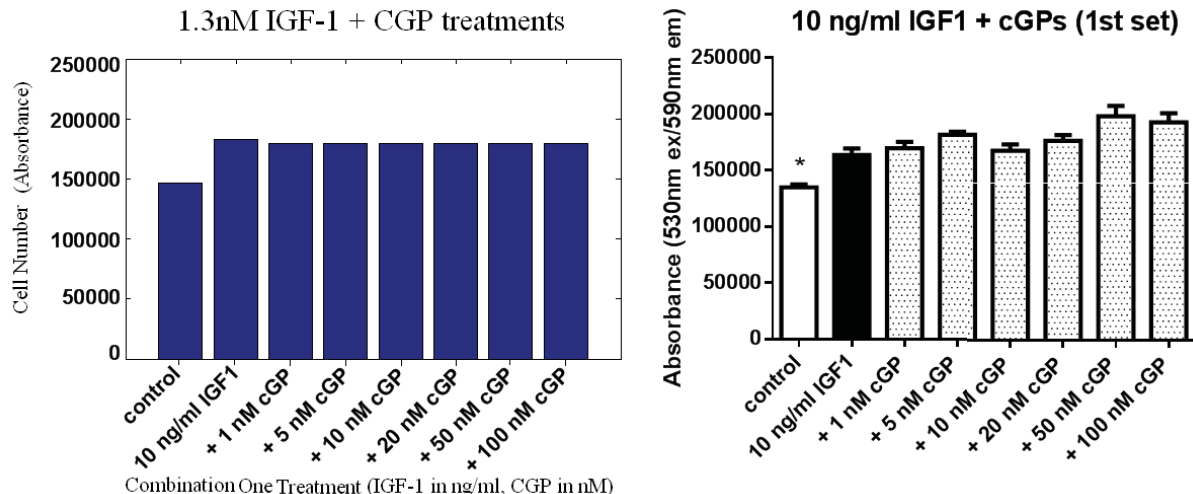 1.3nM IGF-1 + CGP treatments
Cell Number (Absorbance)
250000
200000
150000
100000
50000
0
control
10 ng/ml IGF1
+ 1 nM cGP
+ 5 nM cGP
+ 10 nM cGP
+ 20 nM cGP
+ 50 nM cGP
+ 100 nM cGP
Combination One Treatment (IGF-1 in ng/ml, CGP in nM)
10 ng/ml IGF1 + cGPs (1st set)
Absorbance (530nm ex/590nm em)
250000
200000
150000
100000
50000
0
*
control
10 ng/ml IGF1
+ 1 nM cGP
+ 5 nM cGP
+ 10 nM cGP
+ 20 nM cGP
+ 50 nM cGP
+ 100 nM cGP